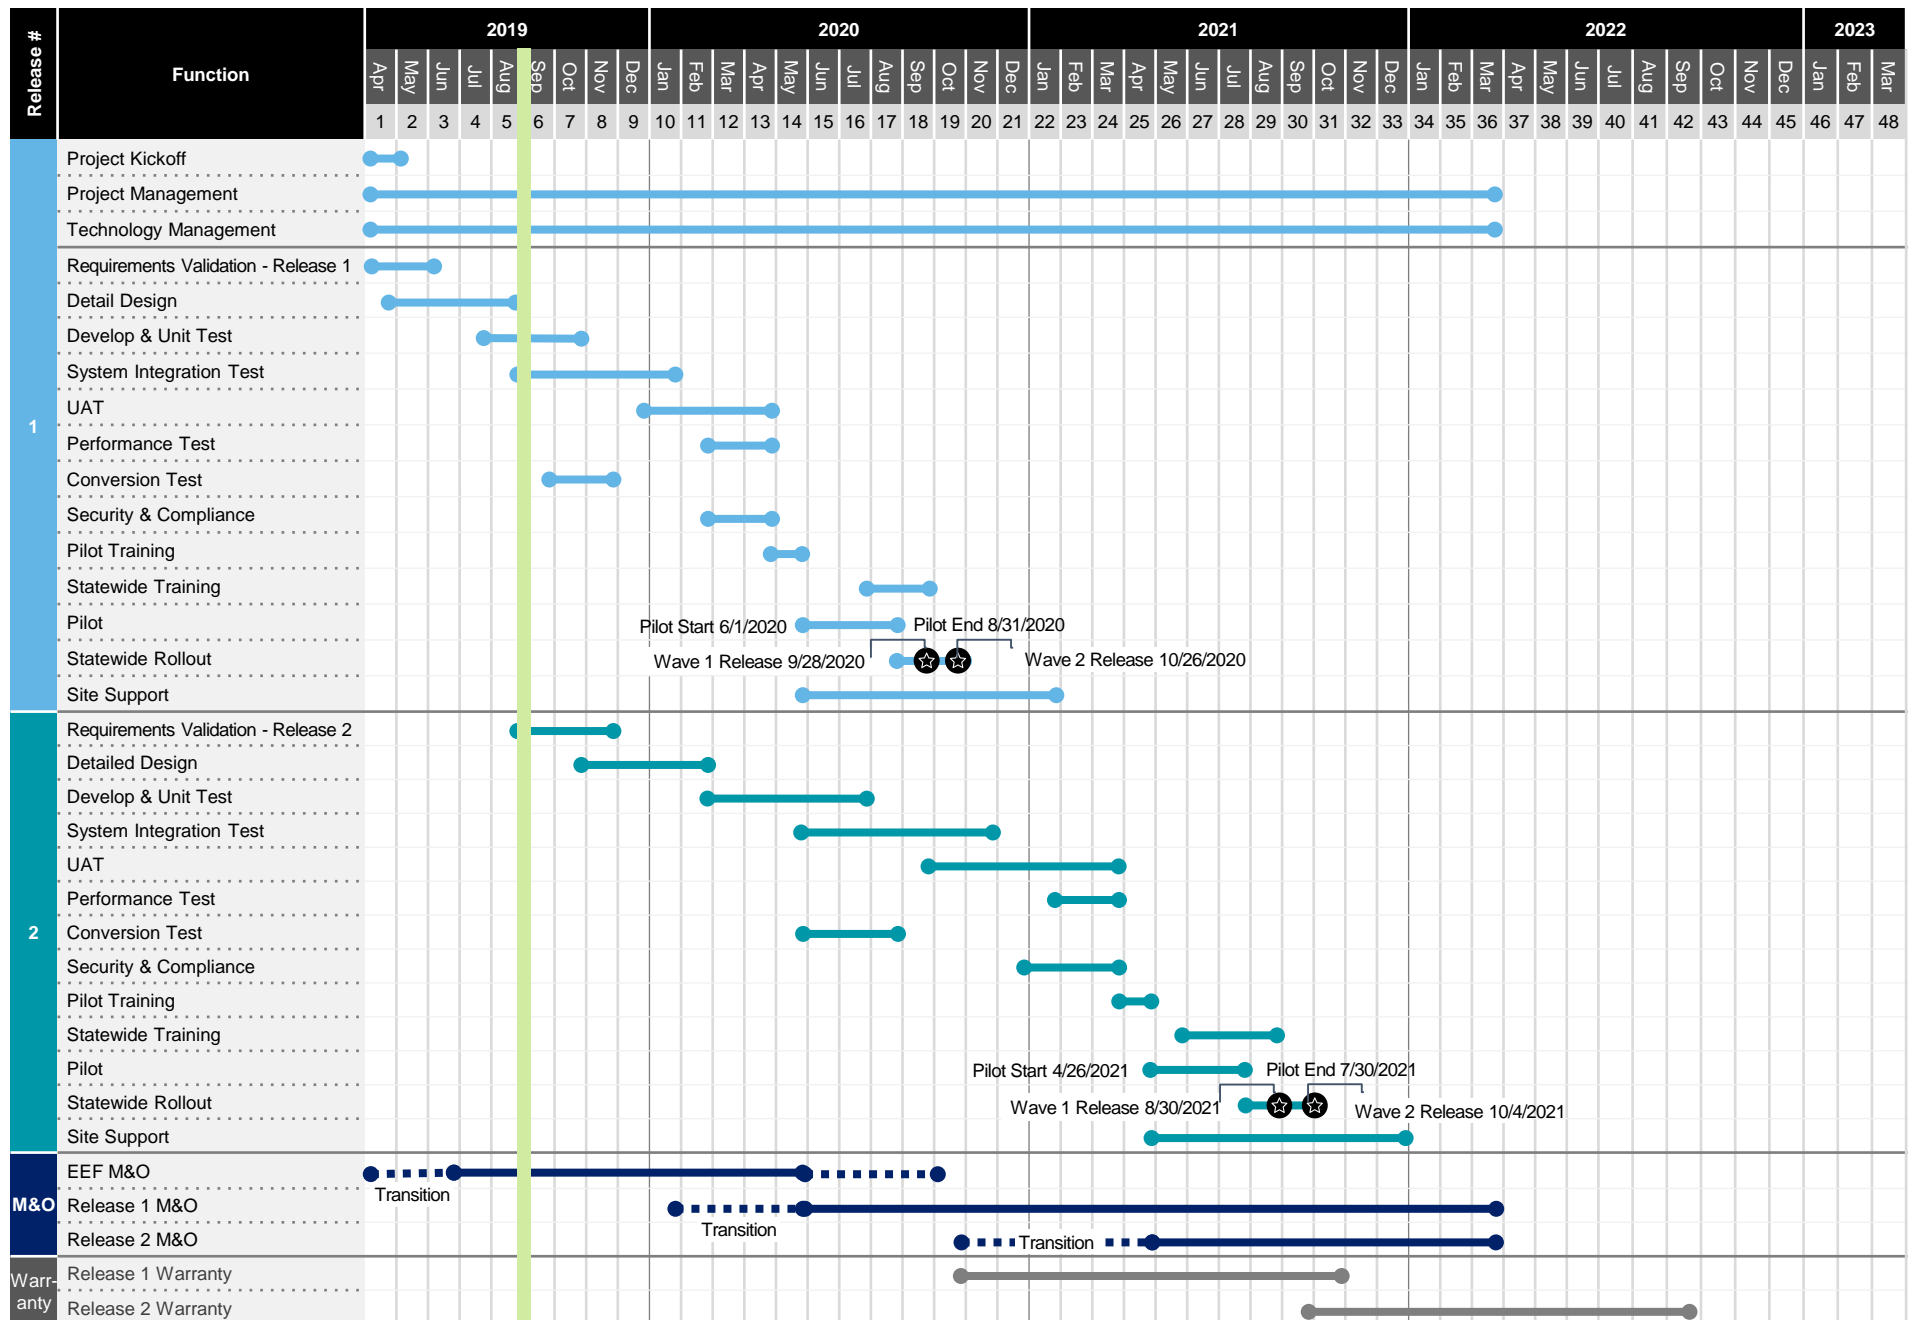 Release #
Function
2019
2020
2021
2022
2023
Apr May Jun Jul Aug Sep Oct Nov Dec Jan Feb Mar Apr May Jun Jul Aug Sep Oct Nov Dec Jan Feb Mar Apr May Jun Jul Aug Sep Oct Nov Dec Jan Feb Mar Apr May Jun Jul Aug Sep Oct Nov Dec Jan Feb Mar
1 2 3 4 5 6 7 8 9 10 11 12 13 14 15 16 17 18 19 20 21 22 23 24 25 26 27 28 29 30 31 32 33 34 35 36 37 38 39 40 41 42 43 44 45 46 47 48
1
Project Kickoff
Project Management
Technology Management
Requirements Validation - Release 1
Detail Design
Develop & Unit Test
System Integration Test
UAT
Performance Test
Conversion Test
Security & Compliance
Pilot Training
Statewide Training
Pilot
Pilot Start 6/1/2020
Pilot End 8/31/2020
Statewide Rollout
Wave 1 Release 9/28/2020
Wave 2 Release 10/26/2020
Site Support
2
Requirements Validation - Release 2
Detailed Design
Develop & Unit Test
System Integration Test
UAT
Performance Test
Conversion Test
Security & Compliance
Pilot Training
Statewide Training
Pilot
Pilot Start 4/26/2021
Pilot End 7/30/2021
Statewide Rollout
Wave 1 Release 8/30/2021
Wave 2 Release 10/4/2021
Site Support
M&O
EEF M&O
Transition
Release 1 M&O
Transition
Release 2 M&O
Transition
Warr-
anty
Release 1 Warranty
Release 2 Warranty